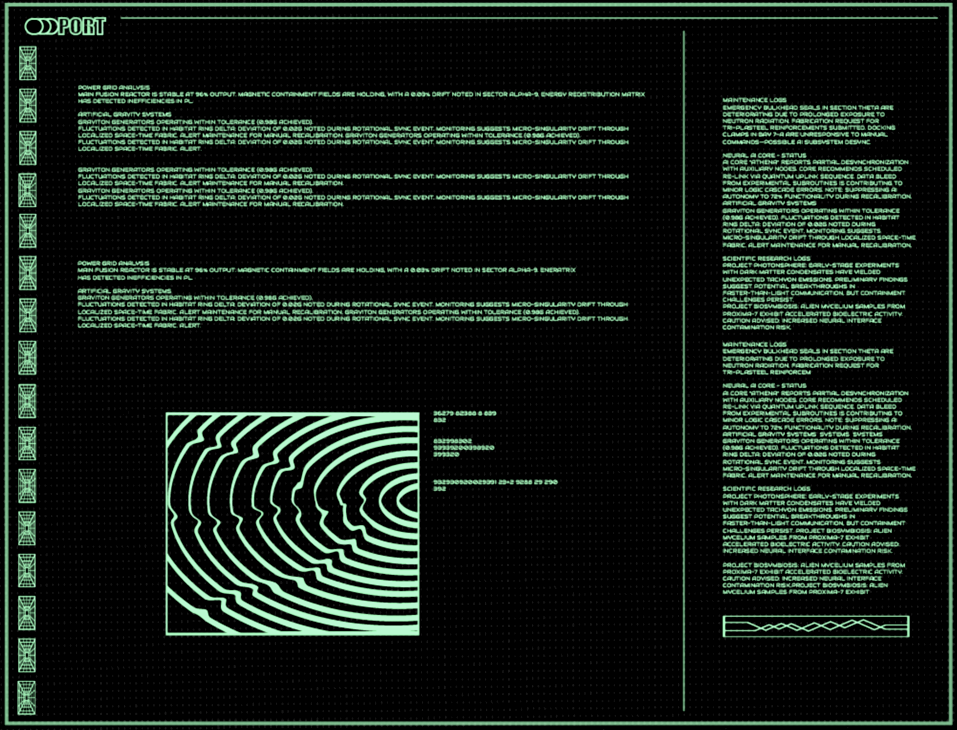 PORT
POWER GRID ANALYSIS
MAIN FUSION REACTOR IS STABLE AT 96% OUTPUT. MAGNETIC CONTAINMENT FIELDS ARE HOLDING, WITH A 0.03% DRIFT NOTED IN SECTOR ALPHA-9. ENERGY REDISTRIBUTION MATRIX
HAS DETECTED INEFFICIENCIES IN PL
ARTIFICIAL GRAVITY SYSTEMS
GRAVITON GENERATORS OPERATING WITHIN TOLERANCE (0.98G ACHIEVED).
FLUCTUATIONS DETECTED IN HABITAT RING DELTA: DEVIATION OF 0.02G NOTED DURING ROTATIONAL SYNC EVENT. MONITORING SUGGESTS MICRO-SINGULARITY DRIFT THROUGH
LOCALIZED SPACE-TIME FABRIC. ALERT MAINTENANCE FOR MANUAL RECALIBRATION. GRAVITON GENERATORS OPERATING WITHIN TOLERANCE (0.98G ACHIEVED).
FLUCTUATIONS DETECTED IN HABITAT RING DELTA: DEVIATION OF 0.02G NOTED DURING ROTATIONAL SYNC EVENT. MONITORING SUGGESTS MICRO-SINGULARITY DRIFT THROUGH
LOCALIZED SPACE-TIME FABRIC. ALERT
GRAVITON GENERATORS OPERATING WITHIN TOLERANCE (0.98G ACHIEVED).
FLUCTUATIONS DETECTED IN HABITAT RING DELTA: DEVIATION OF 0.02G NOTED DURING ROTATIONAL SYNC EVENT. MONITORING SUGGESTS MICRO-SINGULARITY DRIFT THROUGH
LOCALIZED SPACE-TIME FABRIC. ALERT MAINTENANCE FOR MANUAL RECALIBRATION.
GRAVITON GENERATORS OPERATING WITHIN TOLERANCE (0.98G ACHIEVED).
FLUCTUATIONS DETECTED IN HABITAT RING DELTA: DEVIATION OF 0.02G NOTED DURING ROTATIONAL SYNC EVENT. MONITORING SUGGESTS MICRO-SINGULARITY DRIFT THROUGH
LOCALIZED SPACE-TIME FABRIC. ALERT MAINTENANCE FOR MANUAL RECALIBRATION.
POWER GRID ANALYSIS
MAIN FUSION REACTOR IS STABLE AT 96% OUTPUT. MAGNETIC CONTAINMENT FIELDS ARE HOLDING, WITH A 0.03% DRIFT NOTED IN SECTOR ALPHA-9. ENERATRIX
HAS DETECTED INEFFICIENCIES IN PL
ARTIFICIAL GRAVITY SYSTEMS
GRAVITON GENERATORS OPERATING WITHIN TOLERANCE (0.98G ACHIEVED).
FLUCTUATIONS DETECTED IN HABITAT RING DELTA: DEVIATION OF 0.02G NOTED DURING ROTATIONAL SYNC EVENT. MONITORING SUGGESTS MICRO-SINGULARITY DRIFT THROUGH
LOCALIZED SPACE-TIME FABRIC. ALERT MAINTENANCE FOR MANUAL RECALIBRATION. GRAVITON GENERATORS OPERATING WITHIN TOLERANCE (0.98G ACHIEVED).
FLUCTUATIONS DETECTED IN HABITAT RING DELTA: DEVIATION OF 0.02G NOTED DURING ROTATIONAL SYNC EVENT. MONITORING SUGGESTS MICRO-SINGULARITY DRIFT THROUGH
LOCALIZED SPACE-TIME FABRIC. ALERT
MAINTENANCE LOGS
EMERGENCY BULKHEAD SEALS IN SECTION THETA ARE
DETERIORATING DUE TO PROLONGED EXPOSURE TO
NEUTRON RADIATION. FABRICATION REQUEST FOR
TRI-PLASTEEL REINFORCEMENTS SUBMITTED. DOCKING
CLAMPS IN BAY 7-A ARE UNRESPONSIVE TO MANUAL
COMMANDS—POSSIBLE AI SUBSYSTEM DESYNC
NEURAL AI CORE - STATUS
AI CORE 'ATHENA' REPORTS PARTIAL DESYNCHRONIZATION
WITH AUXILIARY NODES. CORE RECOMMENDS SCHEDULED
RE-LINK VIA QUANTUM UPLINK SEQUENCE. DATA BLEED
FROM EXPERIMENTAL SUBROUTINES IS CONTRIBUTING TO
MINOR LOGIC CASCADE ERRORS. NOTE: SUPPRESSING AI
AUTONOMY TO 72% FUNCTIONALITY DURING RECALIBRATION.
ARTIFICIAL GRAVITY SYSTEMS
GRAVITON GENERATORS OPERATING WITHIN TOLERANCE
(0.98G ACHIEVED). FLUCTUATIONS DETECTED IN HABITAT
RING DELTA: DEVIATION OF 0.02G NOTED DURING
ROTATIONAL SYNC EVENT. MONITORING SUGGESTS
MICRO-SINGULARITY DRIFT THROUGH LOCALIZED SPACE-TIME
FABRIC. ALERT MAINTENANCE FOR MANUAL RECALIBRATION.
SCIENTIFIC RESEARCH LOGS
PROJECT PHOTONSPHERE: EARLY-STAGE EXPERIMENTS
WITH DARK MATTER CONDENSATES HAVE YIELDED
UNEXPECTED TACHYON EMISSIONS. PRELIMINARY FINDINGS
SUGGEST POTENTIAL BREAKTHROUGHS IN
FASTER-THAN-LIGHT COMMUNICATION, BUT CONTAINMENT
CHALLENGES PERSIST.
PROJECT BIOSYMBIOSIS: ALIEN MYCELIUM SAMPLES FROM
PROXIMA-7 EXHIBIT ACCELERATED BIOELECTRIC ACTIVITY.
CAUTION ADVISED: INCREASED NEURAL INTERFACE
CONTAMINATION RISK.
MAINTENANCE LOGS
EMERGENCY BULKHEAD SEALS IN SECTION THETA ARE
DETERIORATING DUE TO PROLONGED EXPOSURE TO
NEUTRON RADIATION. FABRICATION REQUEST FOR
TRI-PLASTEEL REINFORCEM
NEURAL AI CORE - STATUS
AI CORE 'ATHENA' REPORTS PARTIAL DESYNCHRONIZATION
WITH AUXILIARY NODES. CORE RECOMMENDS SCHEDULED
RE-LINK VIA QUANTUM UPLINK SEQUENCE. DATA BLEED
FROM EXPERIMENTAL SUBROUTINES IS CONTRIBUTING TO
MINOR LOGIC CASCADE ERRORS. NOTE: SUPPRESSING AI
AUTONOMY TO 72% FUNCTIONALITY DURING RECALIBRATION.
ARTIFICIAL GRAVITY SYSTEMS SYSTEMS SYSTEMS
GRAVITON GENERATORS OPERATING WITHIN TOLERANCE
(0.98G ACHIEVED). FLUCTUATIONS DETECTED IN HABITAT
RING DELTA: DEVIATION OF 0.02G NOTED DURING
ROTATIONAL SYNC EVENT. MONITORING SUGGESTS
MICRO-SINGULARITY DRIFT THROUGH LOCALIZED SPACE-TIME
FABRIC. ALERT MAINTENANCE FOR MANUAL RECALIBRATION.
SCIENTIFIC RESEARCH LOGS
PROJECT PHOTONSPHERE: EARLY-STAGE EXPERIMENTS
WITH DARK MATTER CONDENSATES HAVE YIELDED
UNEXPECTED TACHYON EMISSIONS. PRELIMINARY FINDINGS
SUGGEST POTENTIAL BREAKTHROUGHS IN
FASTER-THAN-LIGHT COMMUNICATION, BUT CONTAINMENT
CHALLENGES PERSIST. PROJECT BIOSYMBIOSIS: ALIEN
MYCELIUM SAMPLES FROM PROXIMA-7 EXHIBIT
ACCELERATED BIOELECTRIC ACTIVITY. CAUTION ADVISED:
INCREASED NEURAL INTERFACE CONTAMINATION RISK.
PROJECT BIOSYMBIOSIS: ALIEN MYCELIUM SAMPLES FROM
PROXIMA-7 EXHIBIT ACCELERATED BIOELECTRIC ACTIVITY.
CAUTION ADVISED: INCREASED NEURAL INTERFACE
CONTAMINATION RISK.PROJECT BIOSYMBIOSIS: ALIEN
MYCELIUM SAMPLES FROM PROXIMA-7 EXHIBIT